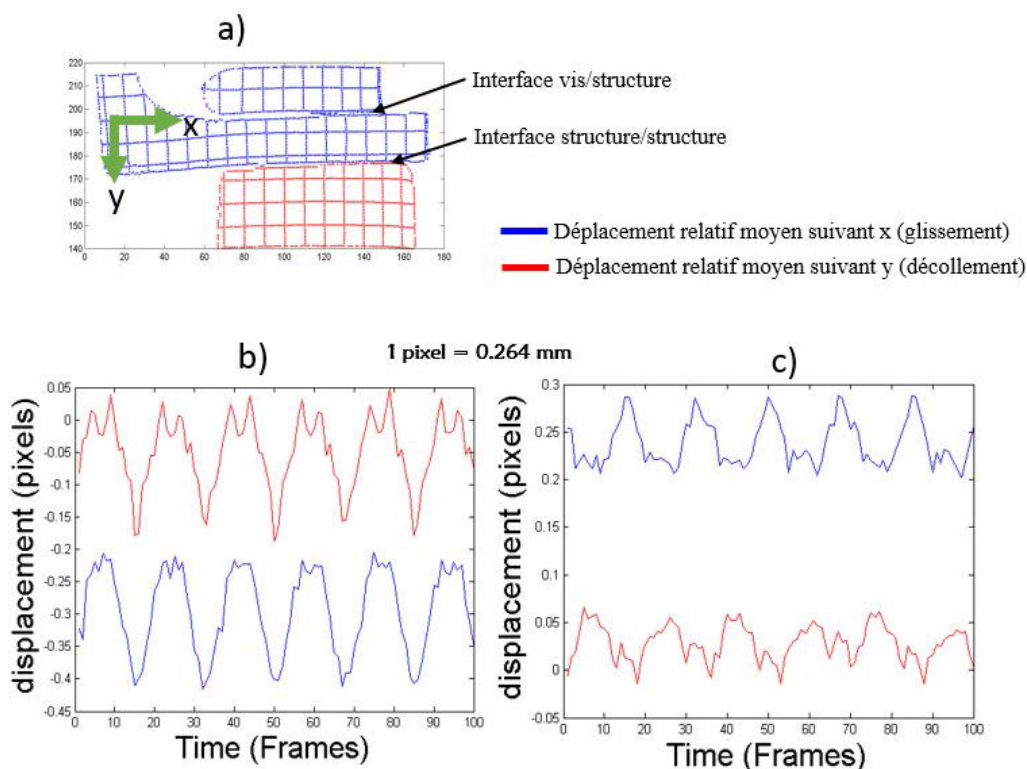 a)
220
210
200
190
180
170
160
150
140
0 20 40 60 80 100 120 140 160 180
x
y
Interface vis/structure
Interface structure/structure
Déplacement relatif moyen suivant x (glissement)
Déplacement relatif moyen suivant y (décollement)
1 pixel = 0.264 mm
b)
displacement (pixels)
0.05
0
-0.05
-0.1
-0.15
-0.2
-0.25
-0.3
-0.35
-0.4
-0.45
0 10 20 30 40 50 60 70 80 90 100
Time (Frames)
c)
displacement (pixels)
0.3
0.25
0.2
0.15
0.1
0.05
0
-0.05
0 10 20 30 40 50 60 70 80 90 100
Time (Frames)